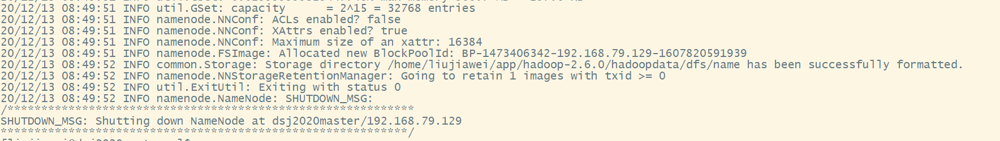 20/12/13 08:49:51 INFO util.GSet: capacity      = 2^15 = 32768 entries
20/12/13 08:49:51 INFO namenode.NNConf: ACLs enabled? false
20/12/13 08:49:51 INFO namenode.NNConf: XAttrs enabled? true
20/12/13 08:49:51 INFO namenode.NNConf: Maximum size of an xattr: 16384
20/12/13 08:49:51 INFO namenode.FSImage: Allocated new BlockPoolId: BP-1473406342-192.168.79.129-1607820591939
20/12/13 08:49:52 INFO common.Storage: Storage directory /home/liujiawei/app/hadoop-2.6.0/hadoopdata/dfs/name has been successfully formatted.
20/12/13 08:49:52 INFO namenode.NNStorageRetentionManager: Going to retain 1 images with txid >= 0
20/12/13 08:49:52 INFO util.ExitUtil: Exiting with status 0
20/12/13 08:49:52 INFO namenode.NameNode: SHUTDOWN_MSG:
/************************************************************
SHUTDOWN_MSG: Shutting down NameNode at dsj2020master/192.168.79.129
************************************************************/